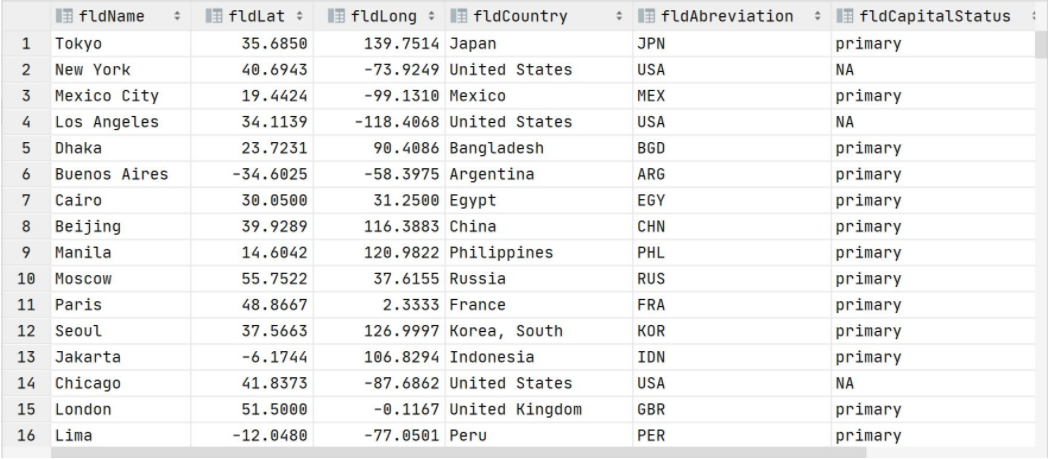 fldName fldLat fldLong fldCountry fldAbreviation fldCapitalStatus
1 Tokyo 35.6850 139.7514 Japan JPN primary
2 New York 40.6943 -73.9249 United States USA NA
3 Mexico City 19.4424 -99.1310 Mexico MEX primary
4 Los Angeles 34.1139 -118.4068 United States USA NA
5 Dhaka 23.7231 90.4086 Bangladesh BGD primary
6 Buenos Aires -34.6025 -58.3975 Argentina ARG primary
7 Cairo 30.0500 31.2500 Egypt EGY primary
8 Beijing 39.9289 116.3883 China CHN primary
9 Manila 14.6042 120.9822 Philippines PHL primary
10 Moscow 55.7522 37.6155 Russia RUS primary
11 Paris 48.8667 2.3333 France FRA primary
12 Seoul 37.5663 126.9997 Korea, South KOR primary
13 Jakarta -6.1744 106.8294 Indonesia IDN primary
14 Chicago 41.8373 -87.6862 United States USA NA
15 London 51.5000 -0.1167 United Kingdom GBR primary
16 Lima -12.0480 -77.0501 Peru PER primary